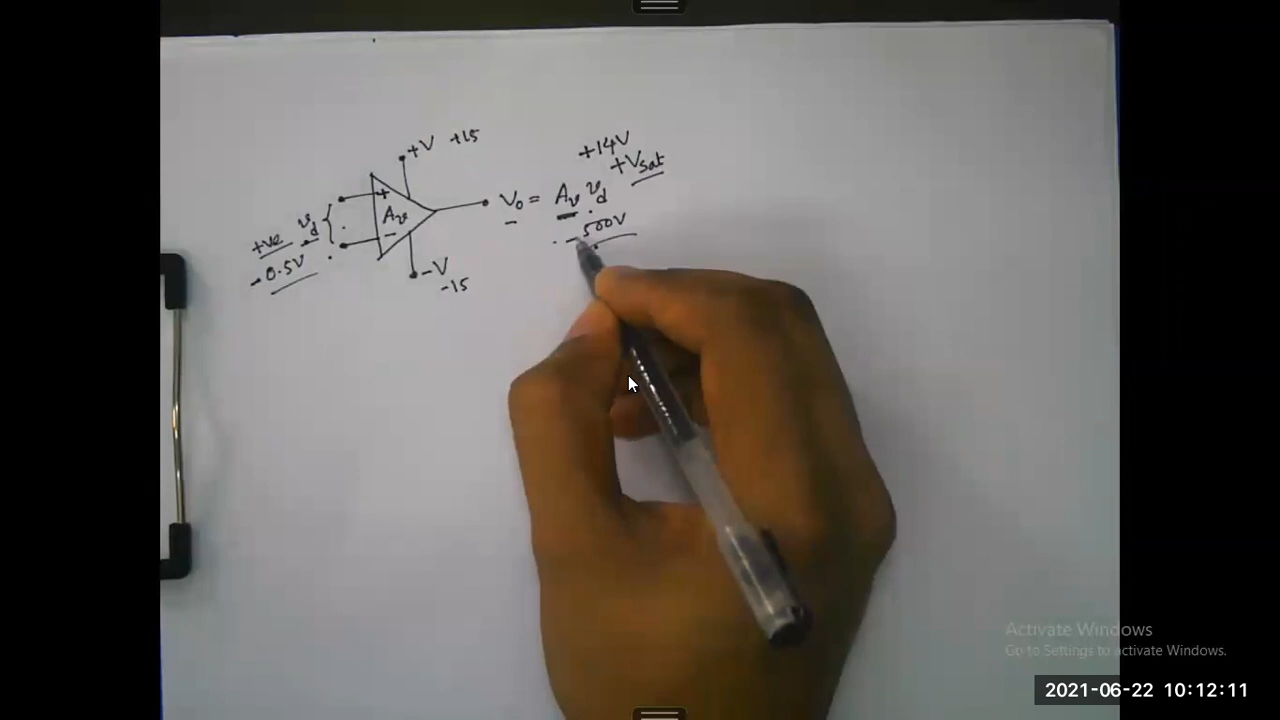 +V +15
+14V
+Vsat
+ve vd + Av V0 = Av vd
-500V
-0.5V -
-V
-15
Activate Windows
Go to Settings to activate Windows.
2021-06-22 10:12:11